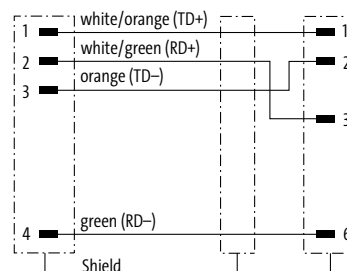 1 white/orange (TD+) 1
2 white/green (RD+) 2
3 orange (TD–)
3
4 green (RD–) 6
Shield